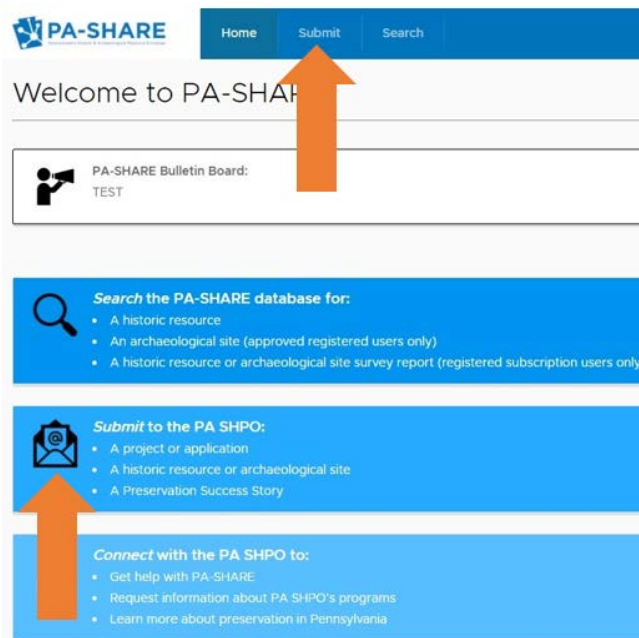 PA-SHARE
Home Submit Search
Welcome to PA-SHAR
PA-SHARE Bulletin Board:
TEST
Search the PA-SHARE database for:
• A historic resource
• An archaeological site (approved registered users only)
• A historic resource or archaeological site survey report (registered subscription users only
@
Submit to the PA SHPO:
• A project or application
• A historic resource or archaeological site
• A Preservation Success Story
Connect with the PA SHPO to:
• Get help with PA-SHARE
• Request information about PA SHPO's programs
• Learn more about preservation in Pennsylvania